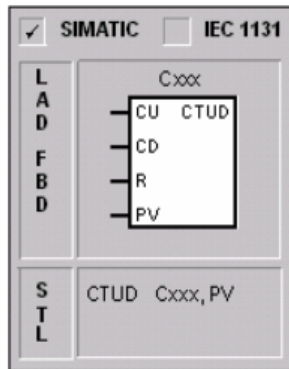 ✓ SIMATIC IEC 1131
LAD FBD
Cxxx
CU CTUD
CD
R
PV
STL
CTUD Cxxx, PV